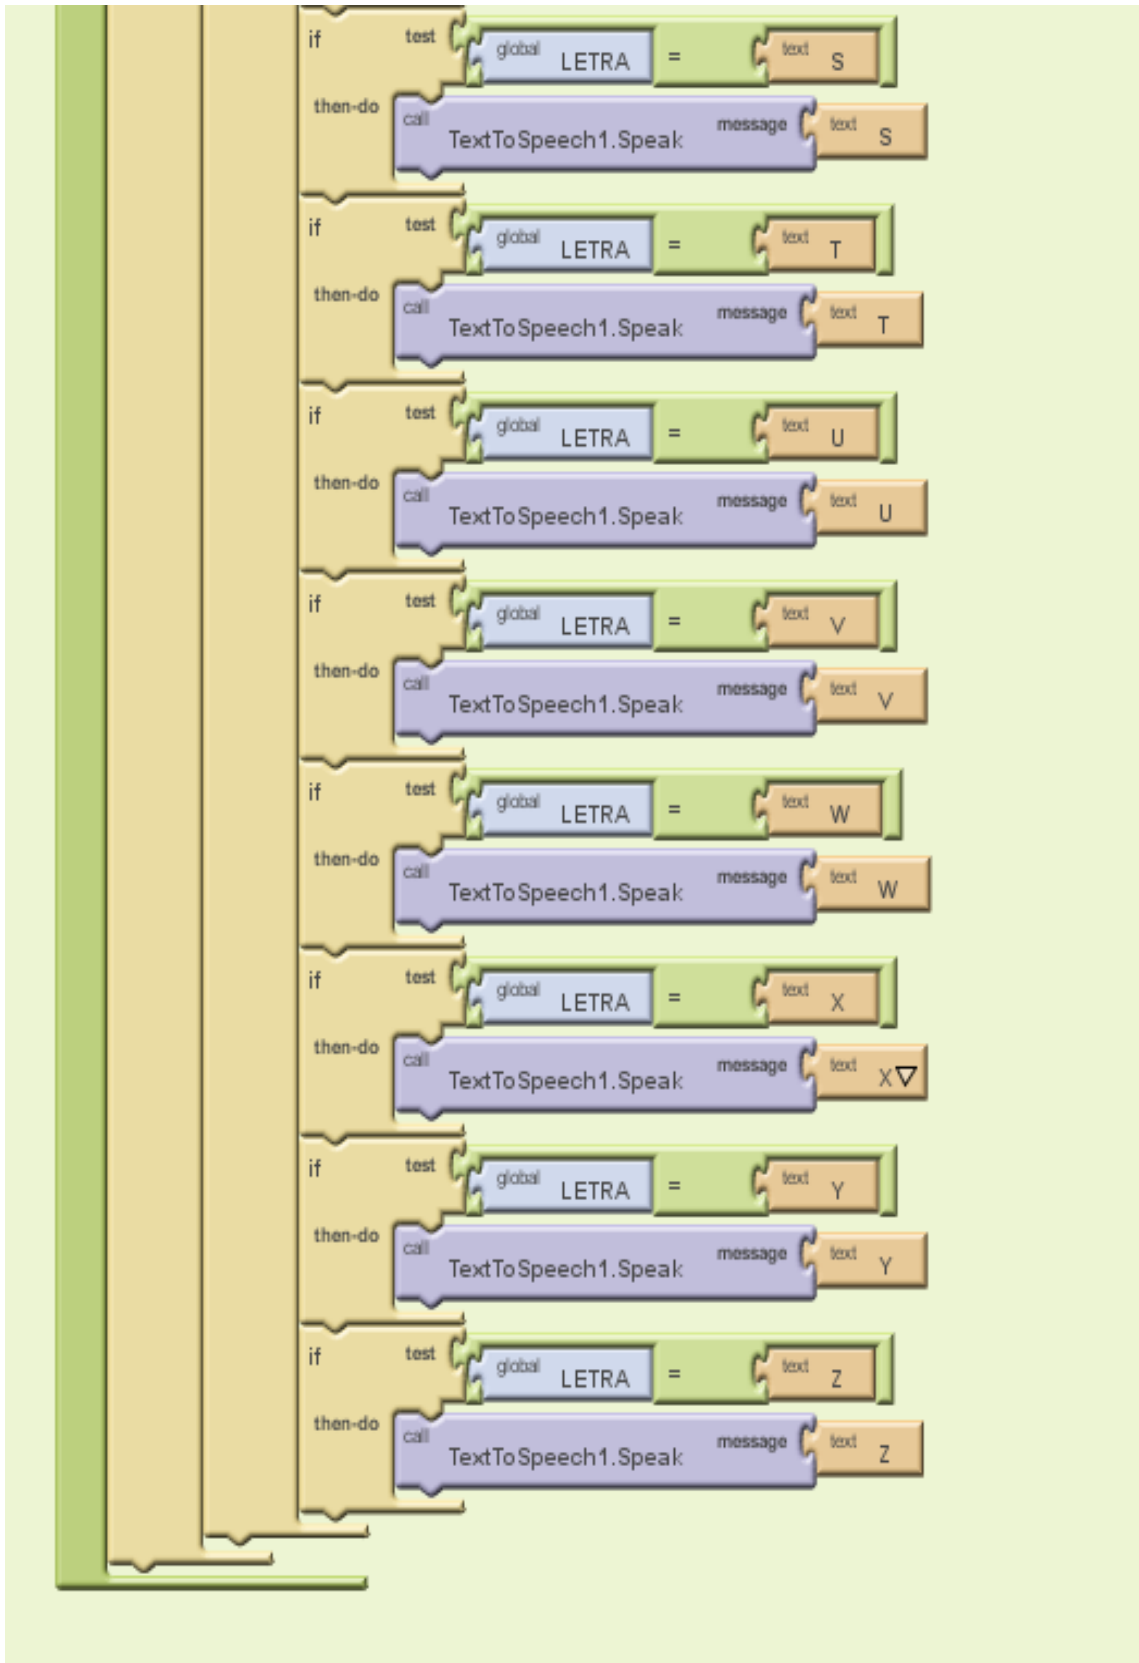 if test global LETRA = text S
then-do call TextToSpeech1.Speak message text S
if test global LETRA = text T
then-do call TextToSpeech1.Speak message text T
if test global LETRA = text U
then-do call TextToSpeech1.Speak message text U
if test global LETRA = text V
then-do call TextToSpeech1.Speak message text V
if test global LETRA = text W
then-do call TextToSpeech1.Speak message text W
if test global LETRA = text X
then-do call TextToSpeech1.Speak message text X
if test global LETRA = text Y
then-do call TextToSpeech1.Speak message text Y
if test global LETRA = text Z
then-do call TextToSpeech1.Speak message text Z